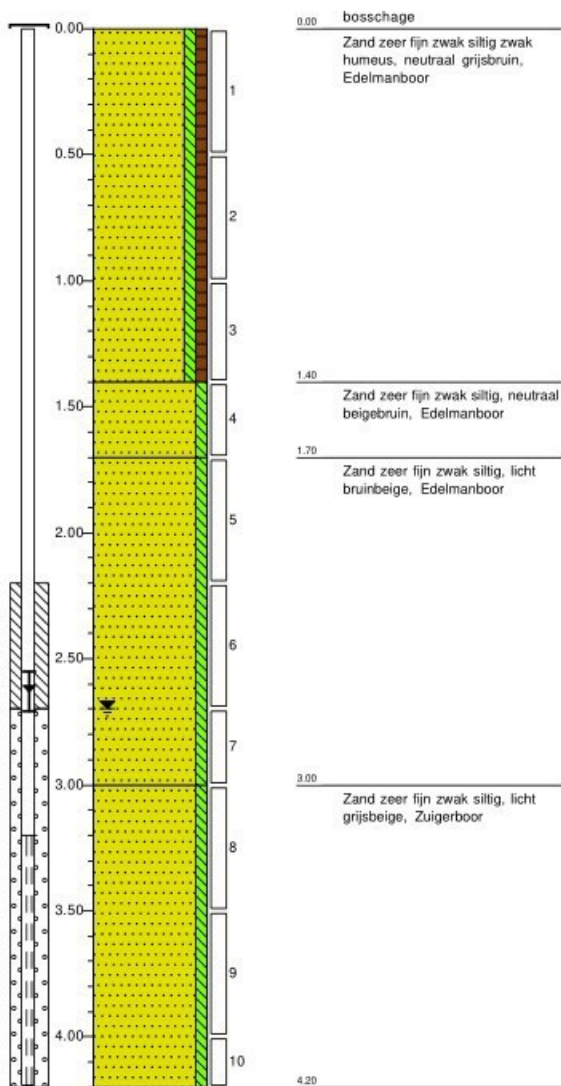 bosschage
0.00
0.00
Zand zeer fijn zwak siltig zwak
humeus, neutraal grijsbruin,
Edelmanboor
1
0.50
2
1.00
3
1.40
Zand zeer fijn zwak siltig, neutraal
beigebruin, Edelmanboor
1.50
4
1.70
Zand zeer fijn zwak siltig, licht
bruinbeige, Edelmanboor
5
2.00
6
2.50
7
3.00
3.00
Zand zeer fijn zwak siltig, licht
grijsbeige, Zuigerboor
8
3.50
9
4.00
10
4.20